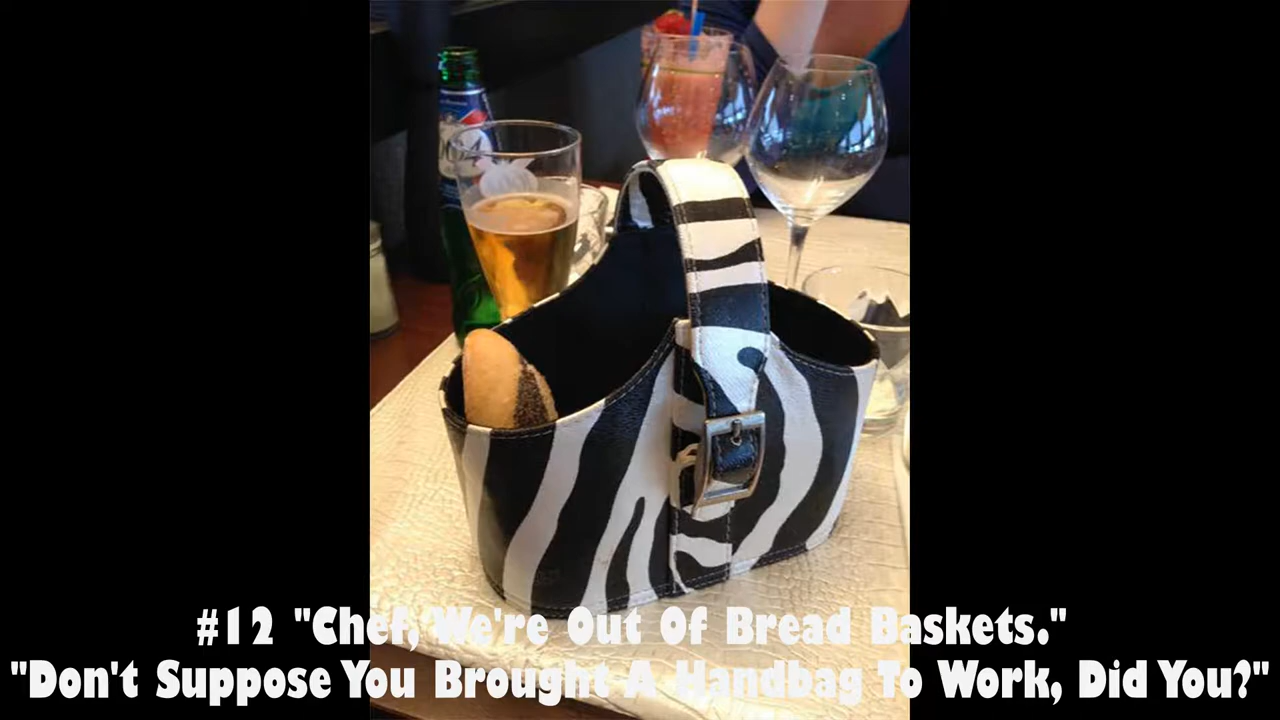 #12 "Chef, We're Out Of Bread Baskets."
"Don't Suppose You Brought A Handbag To Work, Did You?"